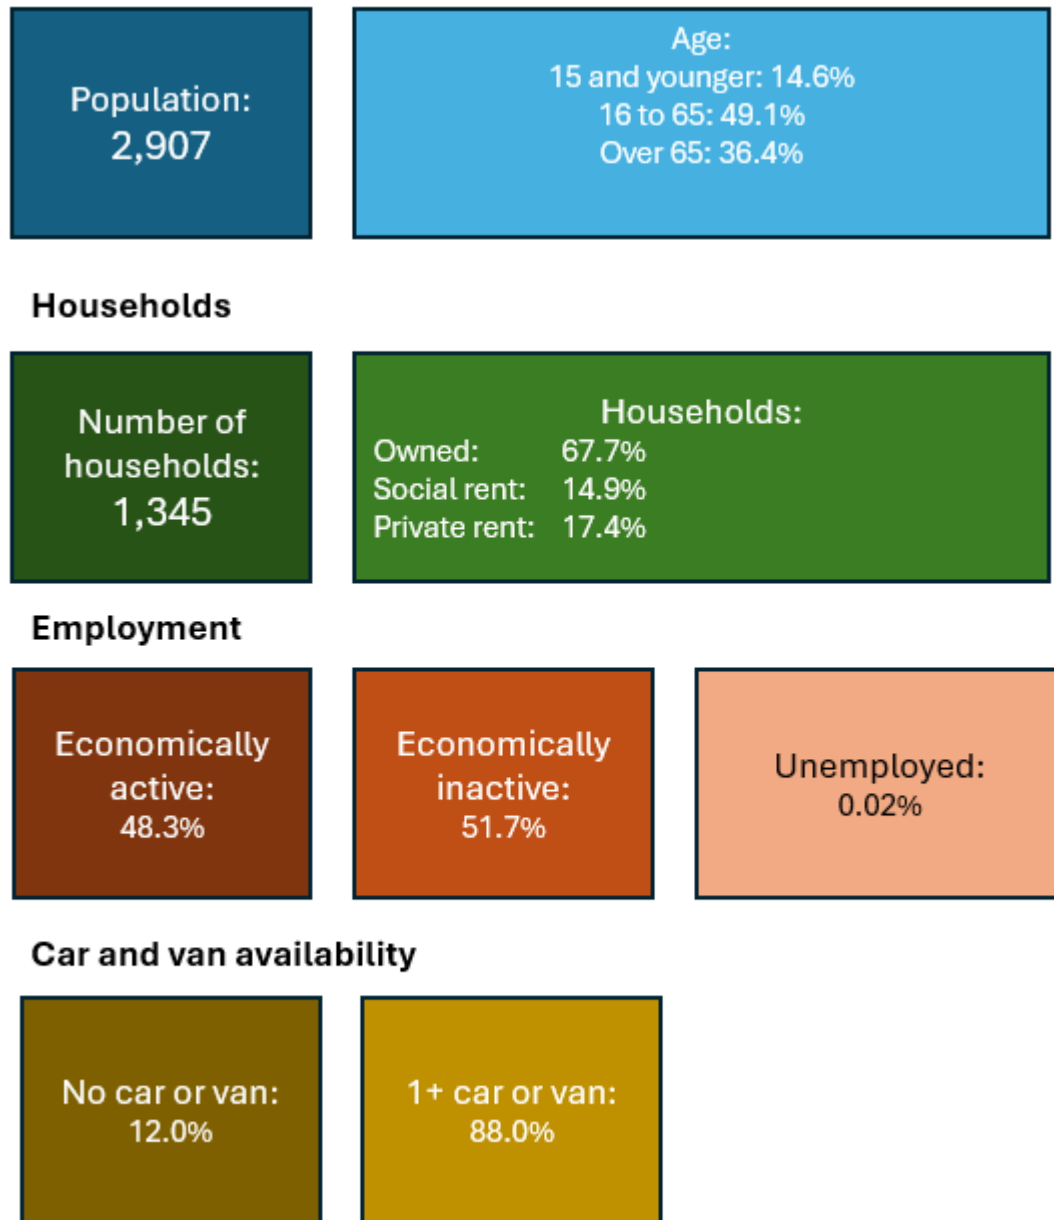 Population:
2,907
Age:
15 and younger: 14.6%
16 to 65: 49.1%
Over 65: 36.4%
Households
Number of
households:
1,345
Households:
Owned: 67.7%
Social rent: 14.9%
Private rent: 17.4%
Employment
Economically
active:
48.3%
Economically
inactive:
51.7%
Unemployed:
0.02%
Car and van availability
No car or van:
12.0%
1+ car or van:
88.0%